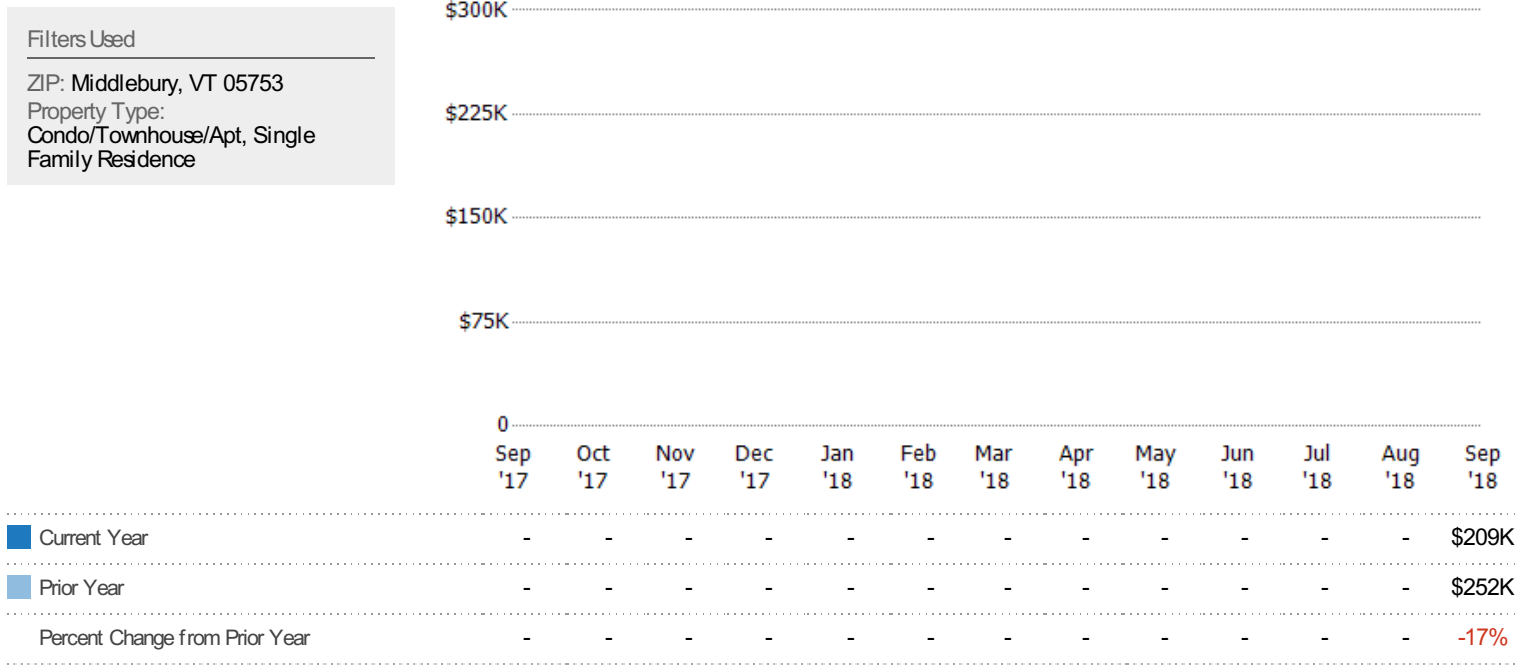 Filters Used
ZIP: Middlebury, VT 05753
Property Type:
Condo/Townhouse/Apt, Single
Family Residence
$300K
$225K
$150K
$75K
0
Sep Oct Nov Dec Jan Feb Mar Apr May Jun Jul Aug Sep
'17 '17 '17 '17 '18 '18 '18 '18 '18 '18 '18 '18 '18
Current Year - - - - - - - - - - - - $209K
Prior Year - - - - - - - - - - - - $252K
Percent Change from Prior Year - - - - - - - - - - - - -17%